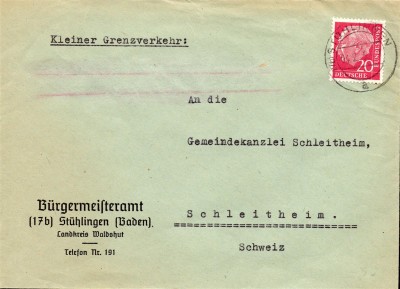 Kleiner Grenzverkehr:
20
DEUTSCHE
BUNDESPOST
An die
Gemeindekanzlei Schleitheim,
Bürgermeisteramt
(17b) Stühlingen (Baden)
Landkreis Waldshut
Telefon Nr. 191
Schleitheim.
Schweiz